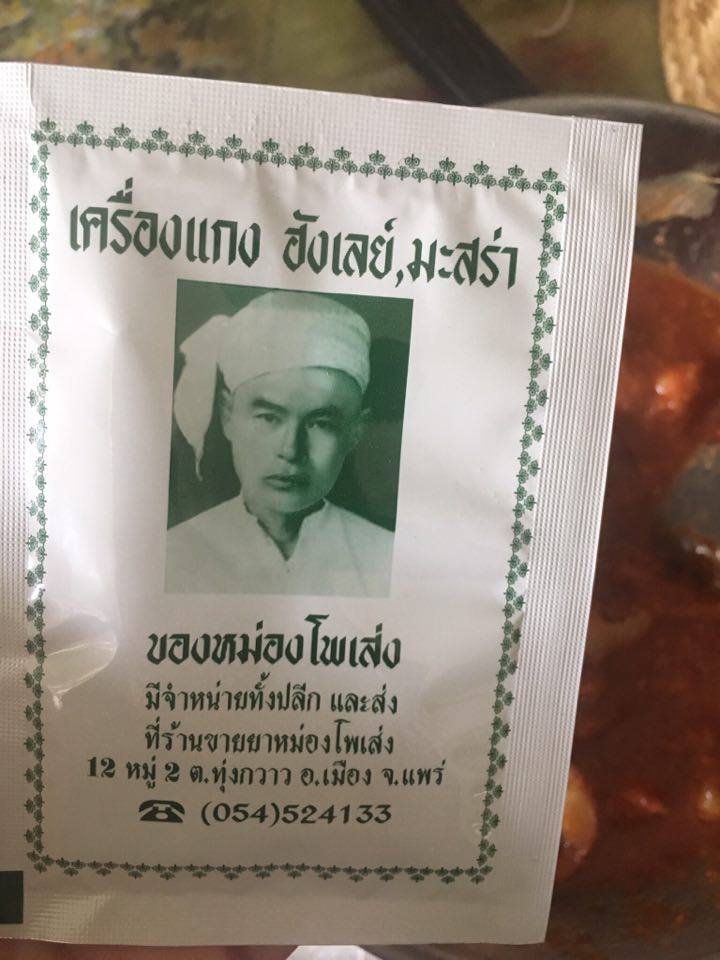 เครื่องแกง ฮังเลย์,มะสร่า
ของหม่องโพเส่ง
มีจำหน่ายทั้งปลีก และส่ง
ที่ร้านขายยาหม่องโพเส่ง
12 หมู่ 2 ต.ทุ่งกวาว อ.เมือง จ.แพร่
☎ (054)524133